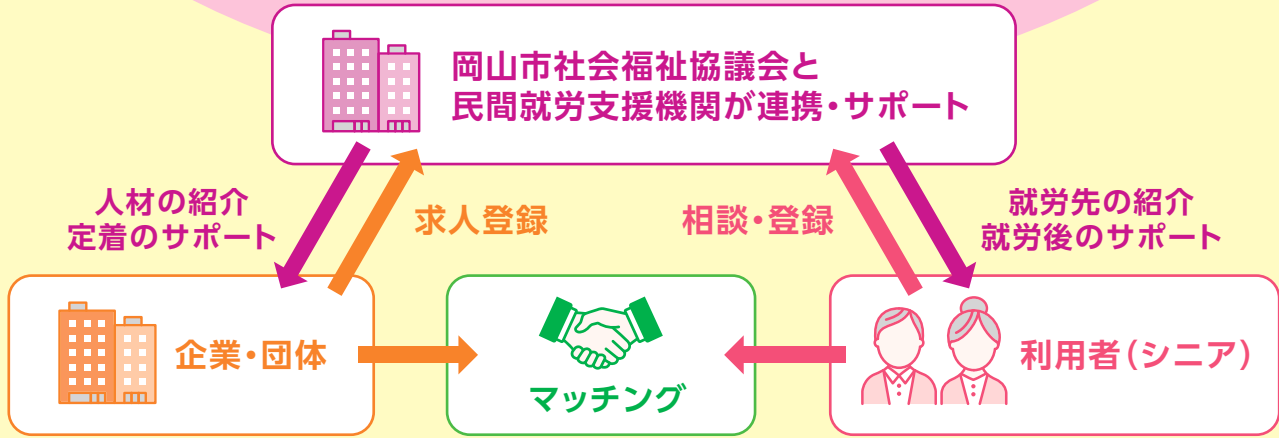 岡山市社会福祉協議会と
民間就労支援機関が連携・サポート
人材の紹介
定着のサポート
求人登録
相談・登録
就労先の紹介
就労後のサポート
企業・団体
マッチング
利用者(シニア)